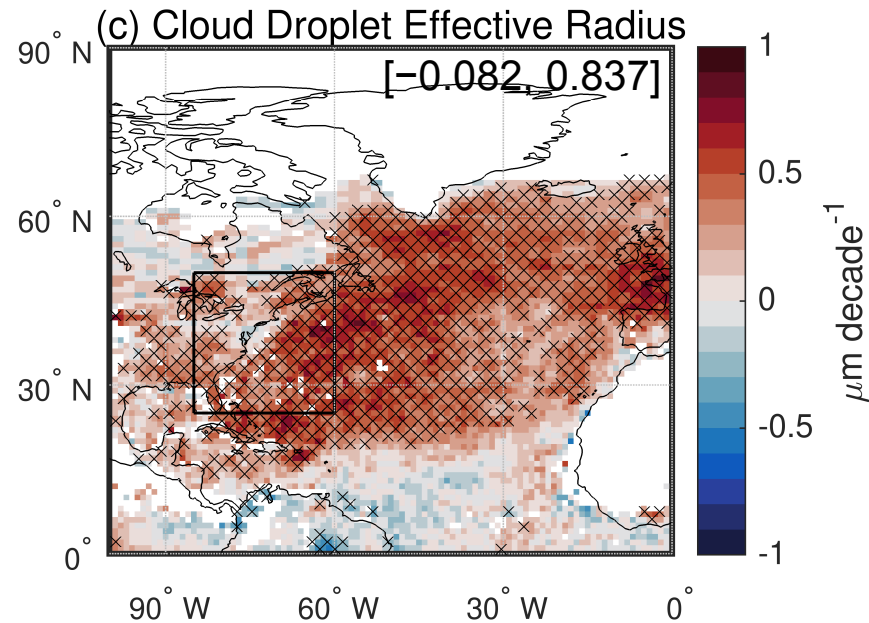 (c) Cloud Droplet Effective Radius
[−0.082, 0.837]
90° N
60° N
30° N
0°
90° W
60° W
30° W
0°
1
0.5
0
-0.5
-1
μm decade-1